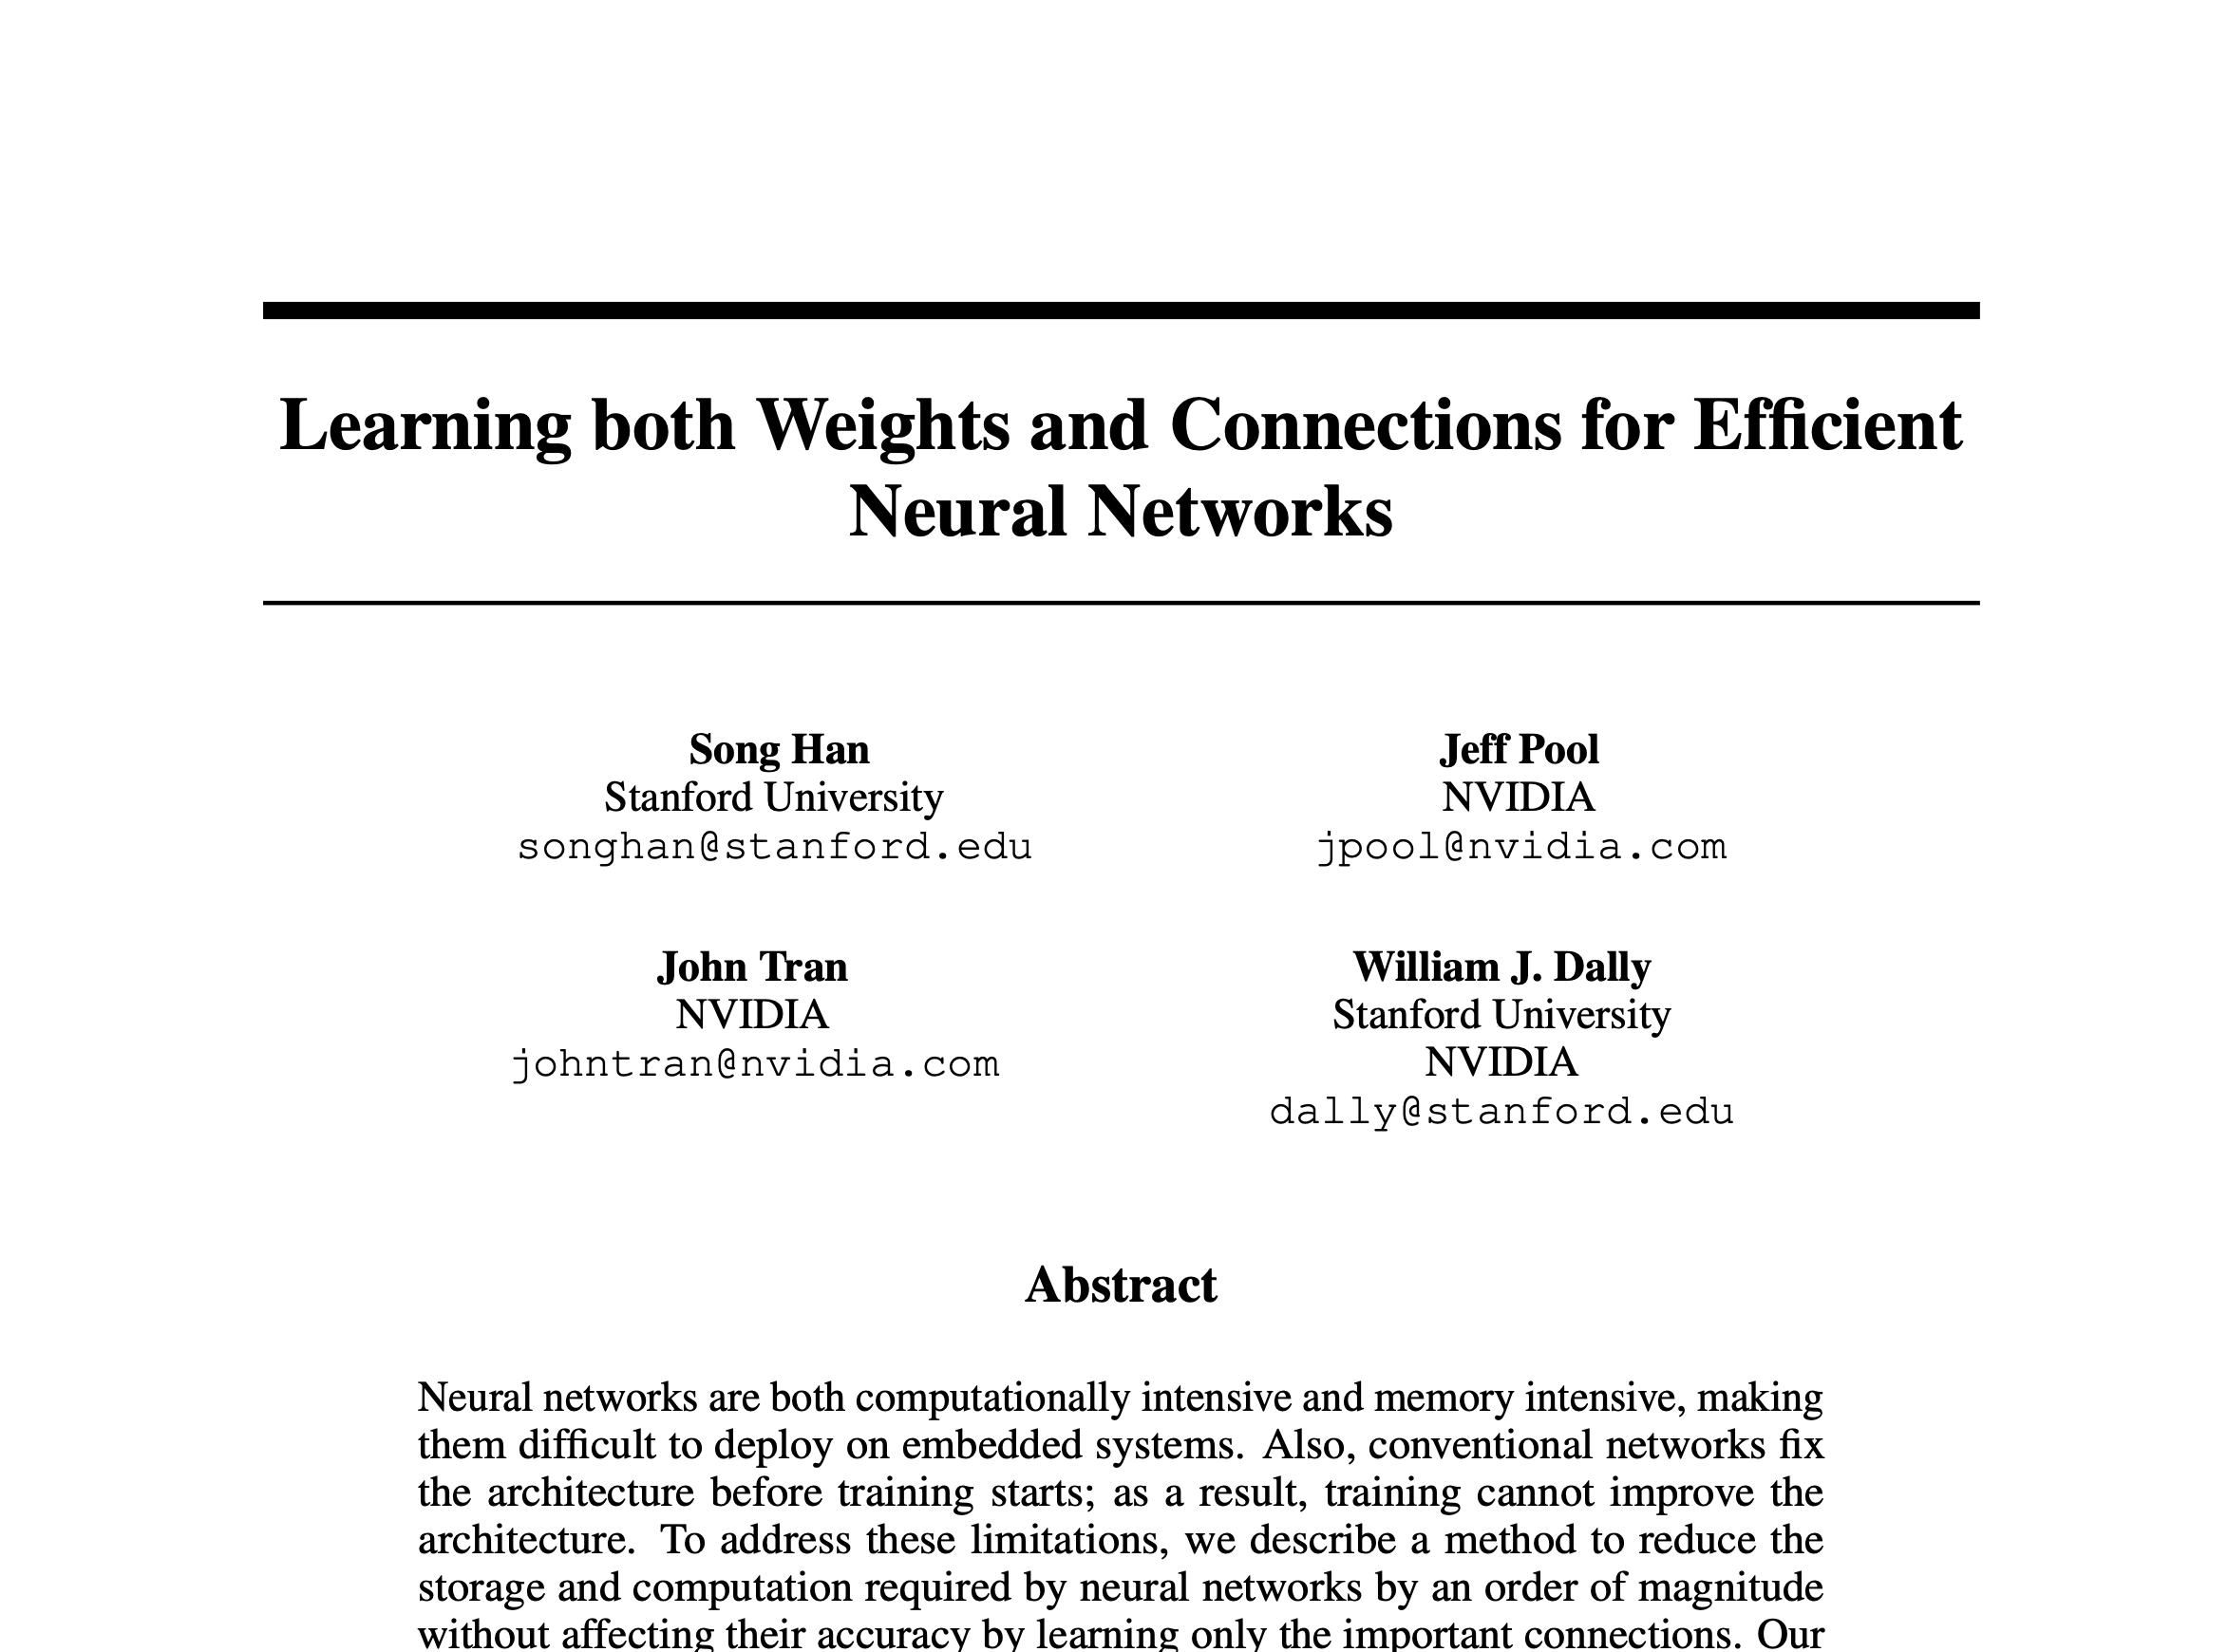 Learning both Weights and Connections for Efficient
Neural Networks
Song Han
Stanford University
songhan@stanford.edu
Jeff Pool
NVIDIA
jpool@nvidia.com
John Tran
NVIDIA
johntran@nvidia.com
William J. Dally
Stanford University
NVIDIA
dally@stanford.edu
Abstract
Neural networks are both computationally intensive and memory intensive, making
them difficult to deploy on embedded systems. Also, conventional networks fix
the architecture before training starts; as a result, training cannot improve the
architecture. To address these limitations, we describe a method to reduce the
storage and computation required by neural networks by an order of magnitude
without affecting their accuracy by learning only the important connections. Our